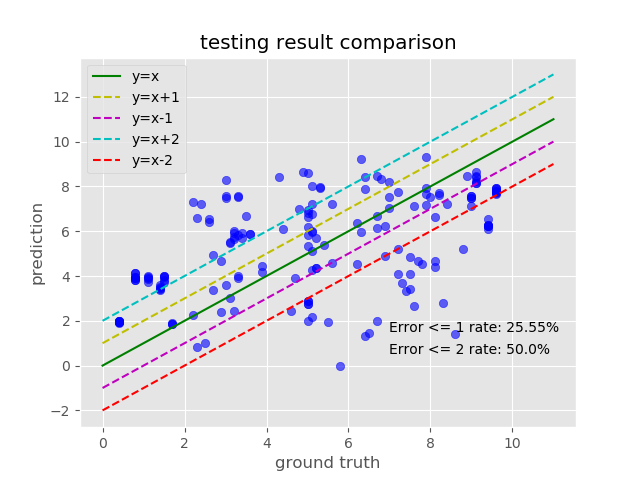 testing result comparison
y=x
y=x+1
y=x-1
y=x+2
y=x-2
12
10
8
6
4
2
0
−2
prediction
Error <= 1 rate: 25.55%
Error <= 2 rate: 50.0%
0 2 4 6 8 10
ground truth